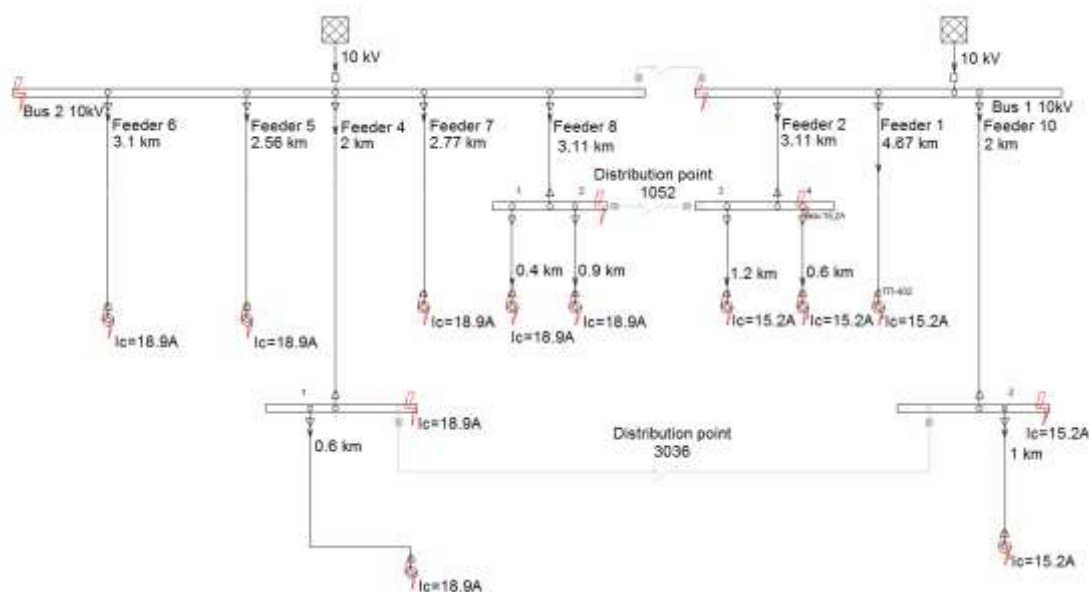 10 kV
10 kV
Bus 2 10kV
Bus 1 10kV
Feeder 6
3.1 km
Feeder 5
2.56 km
Feeder 4
2 km
Feeder 7
2.77 km
Feeder 8
3.11 km
Feeder 2
3.11 km
Feeder 1
4.67 km
Feeder 10
2 km
Distribution point
1052
1
2
3
4
0.4 km
0.9 km
1.2 km
0.6 km
Ic=18.9A
Ic=18.9A
Ic=18.9A
Ic=18.9A
Ic=18.9A
Ic=15.2A
Ic=15.2A
Ic=15.2A
1
Ic=18.9A
0.6 km
Distribution point
3036
2
Ic=15.2A
1 km
Ic=18.9A
Ic=15.2A